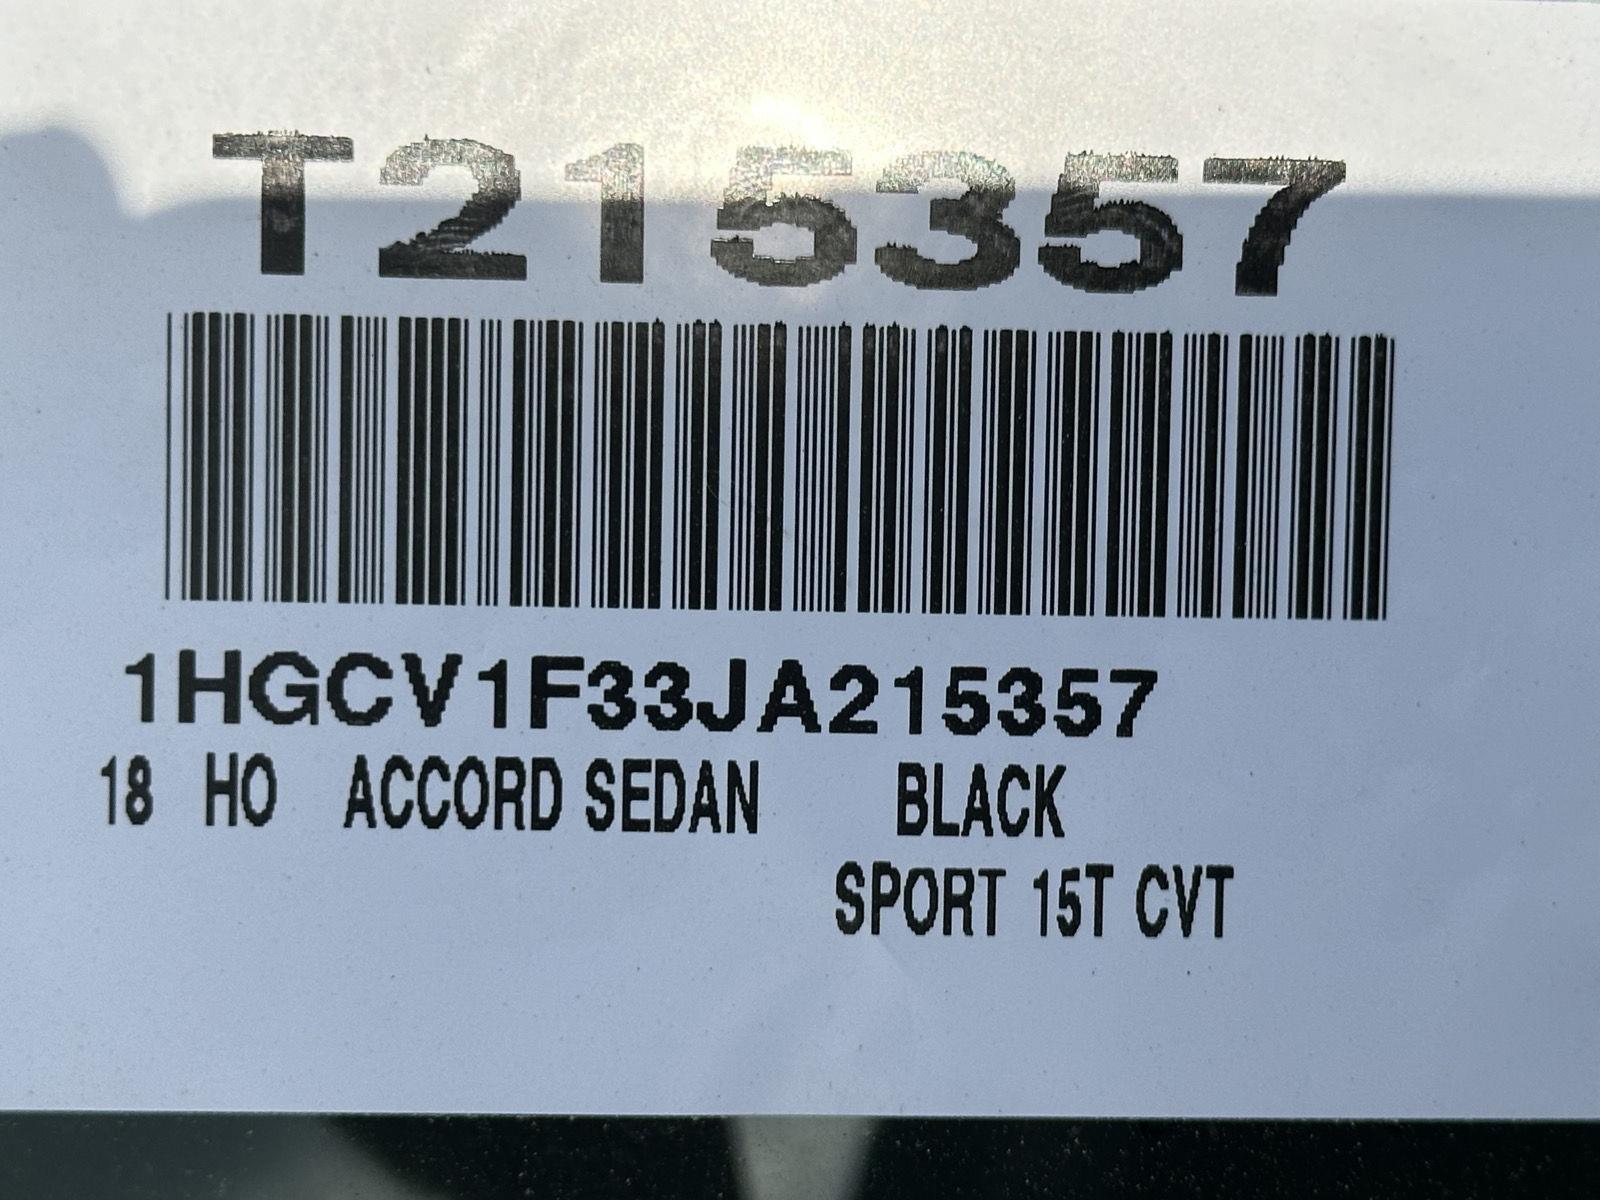 T215357
1HGCV1F33JA215357
18 HO ACCORD SEDAN BLACK
SPORT 15T CVT